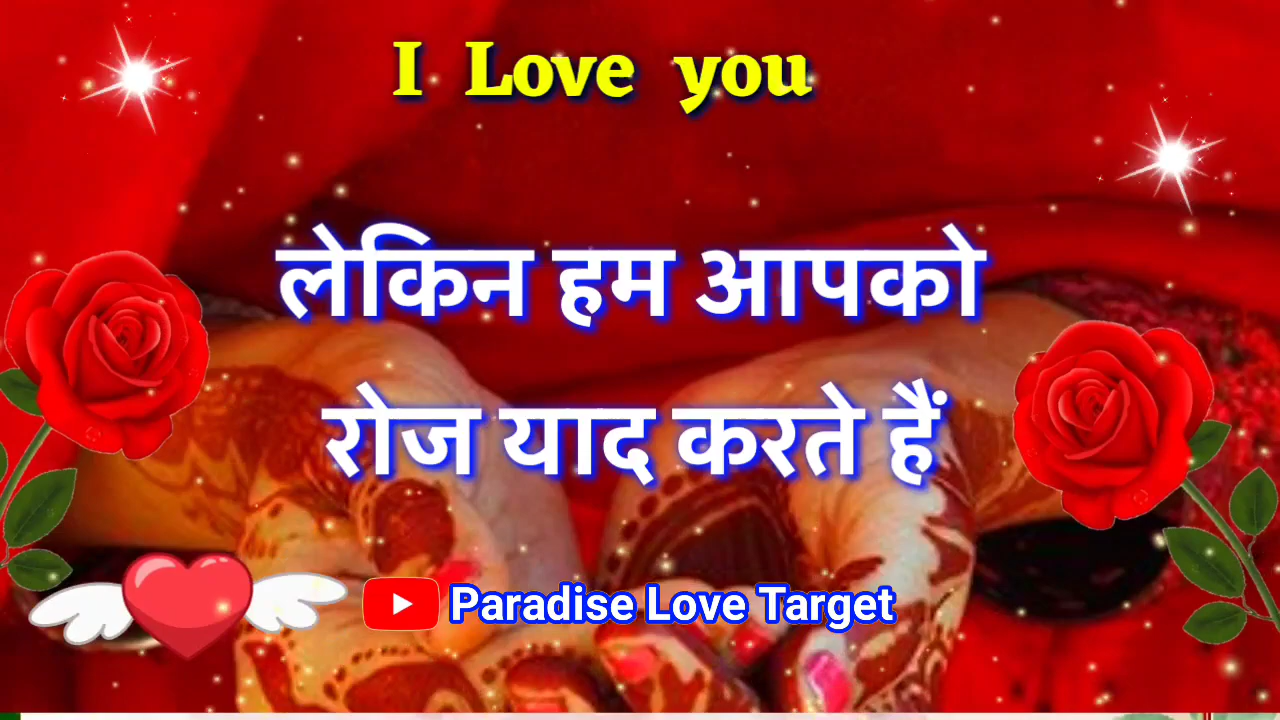 I Love you
लेकिन हम आपको
रोज याद करते हैं
Paradise Love Target